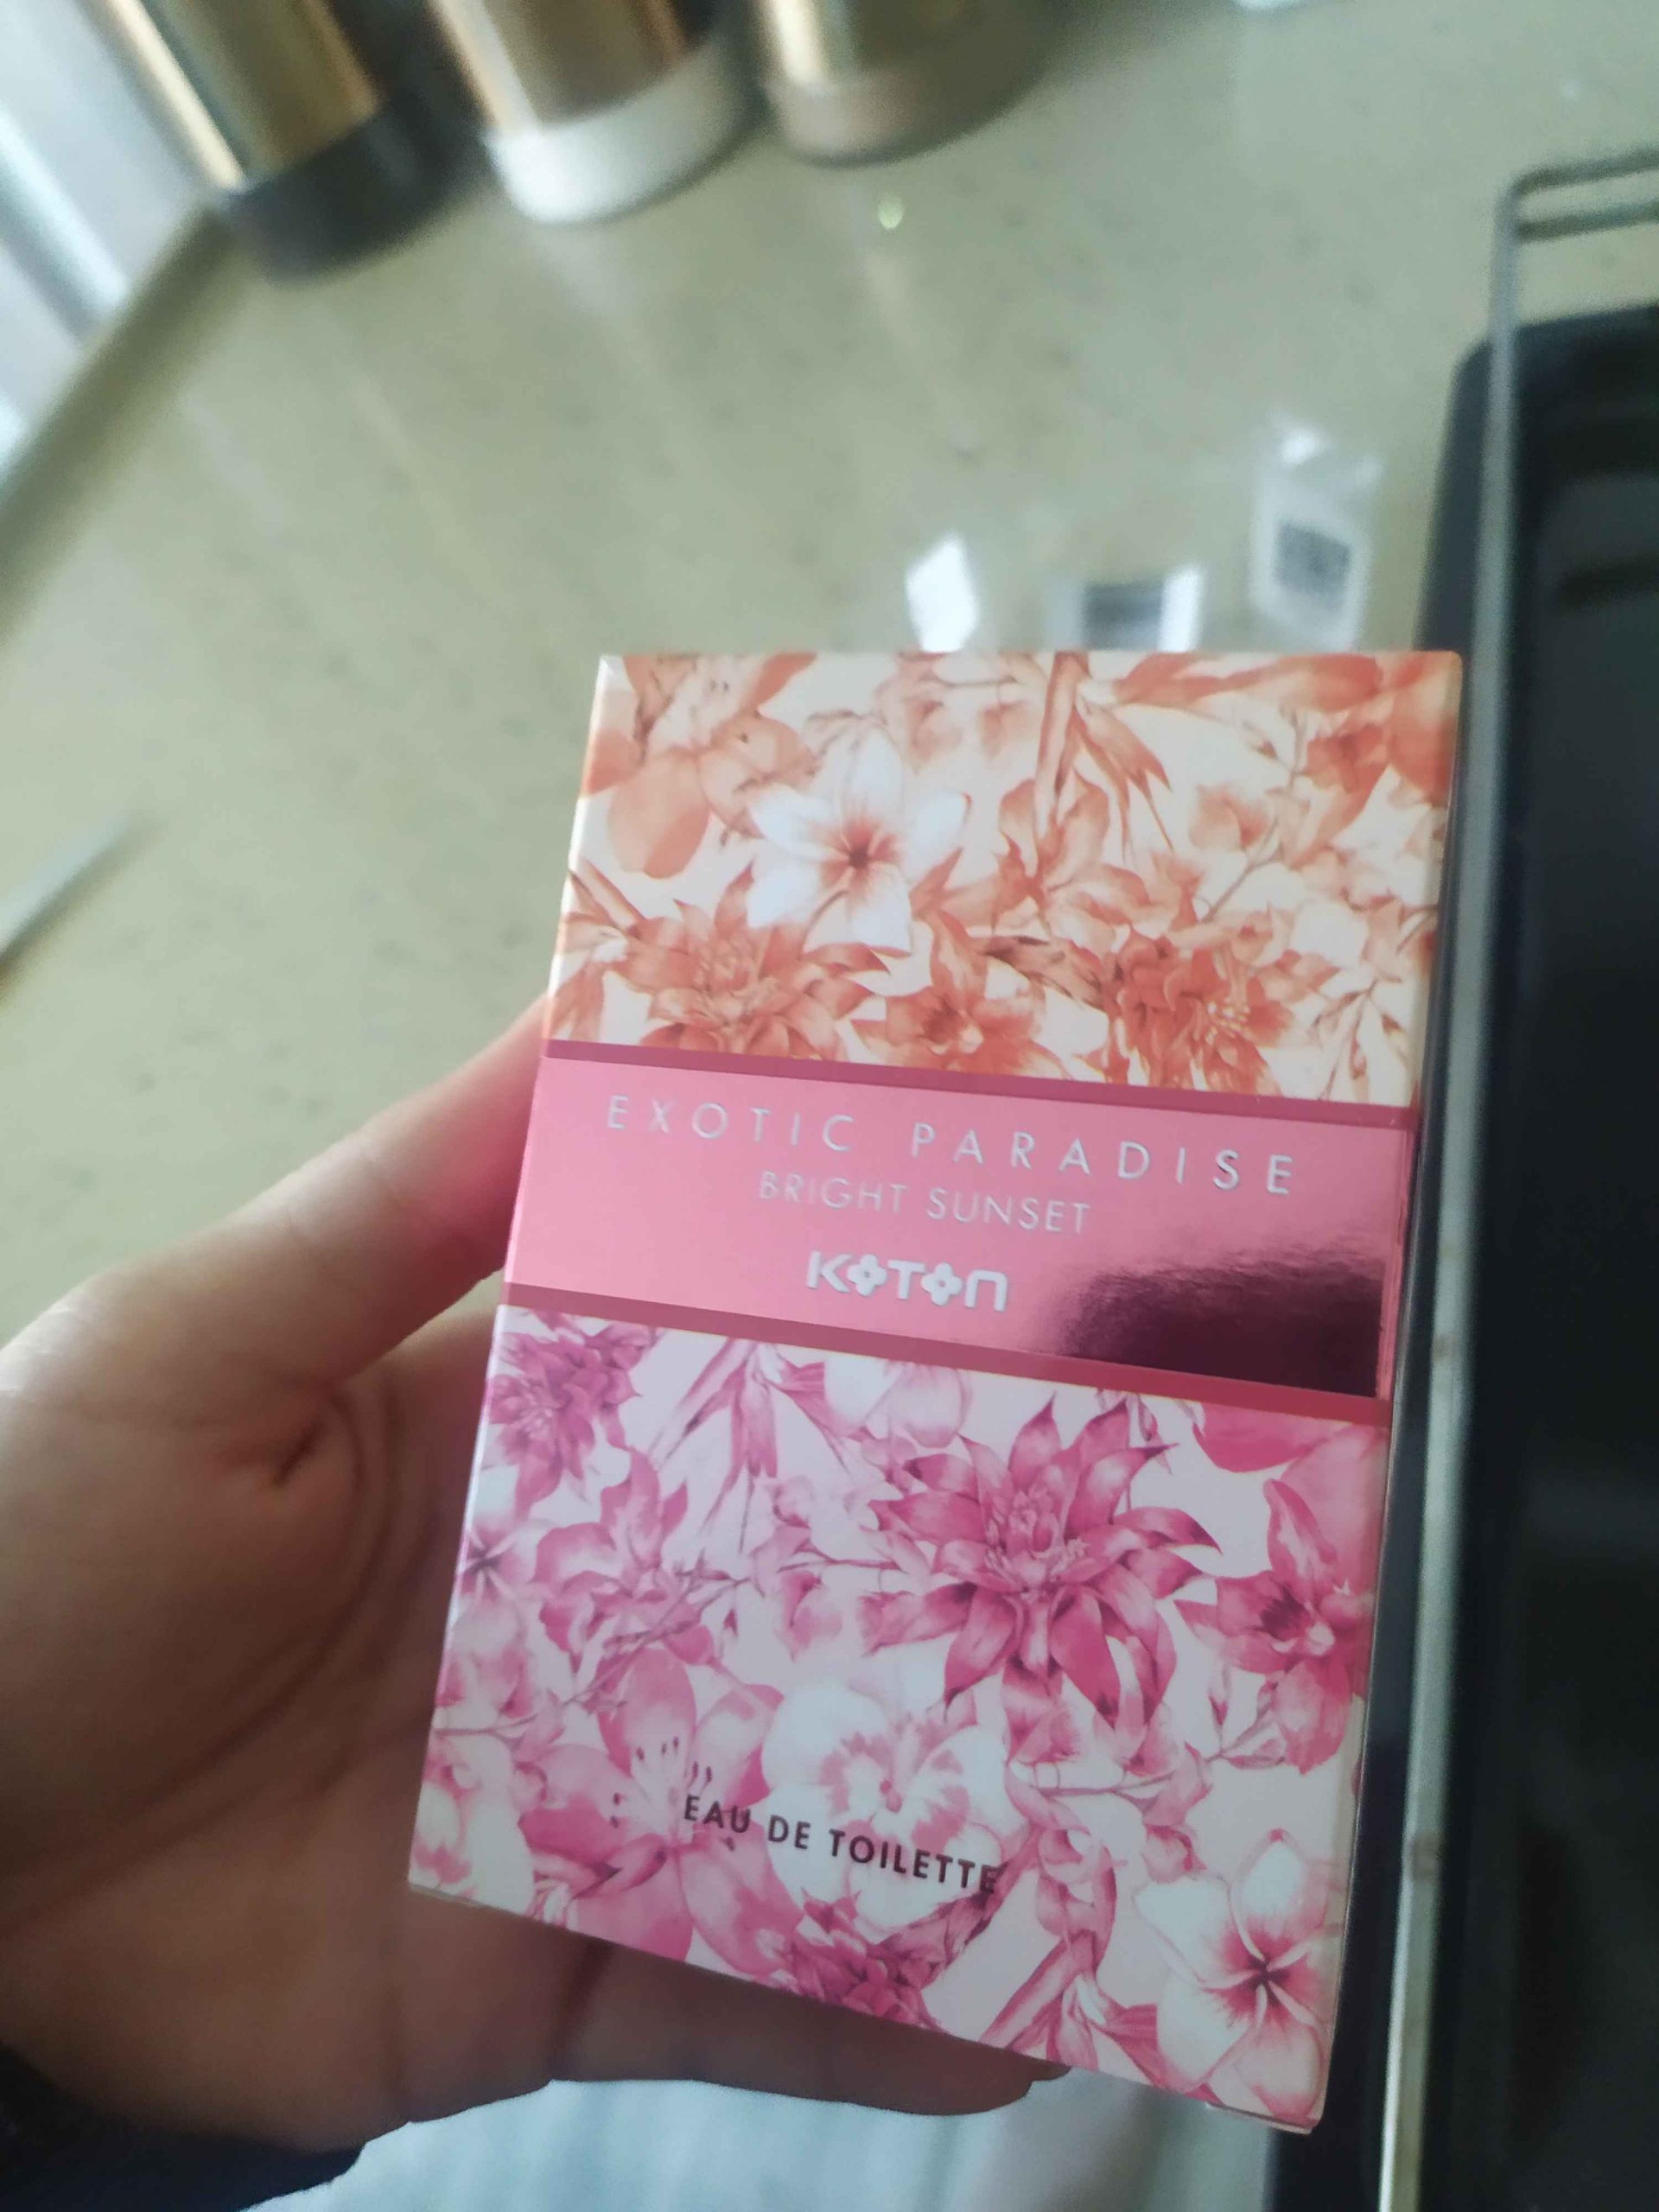 EXOTIC PARADISE
BRIGHT SUNSET
KOTON
EAU DE TOILETTE